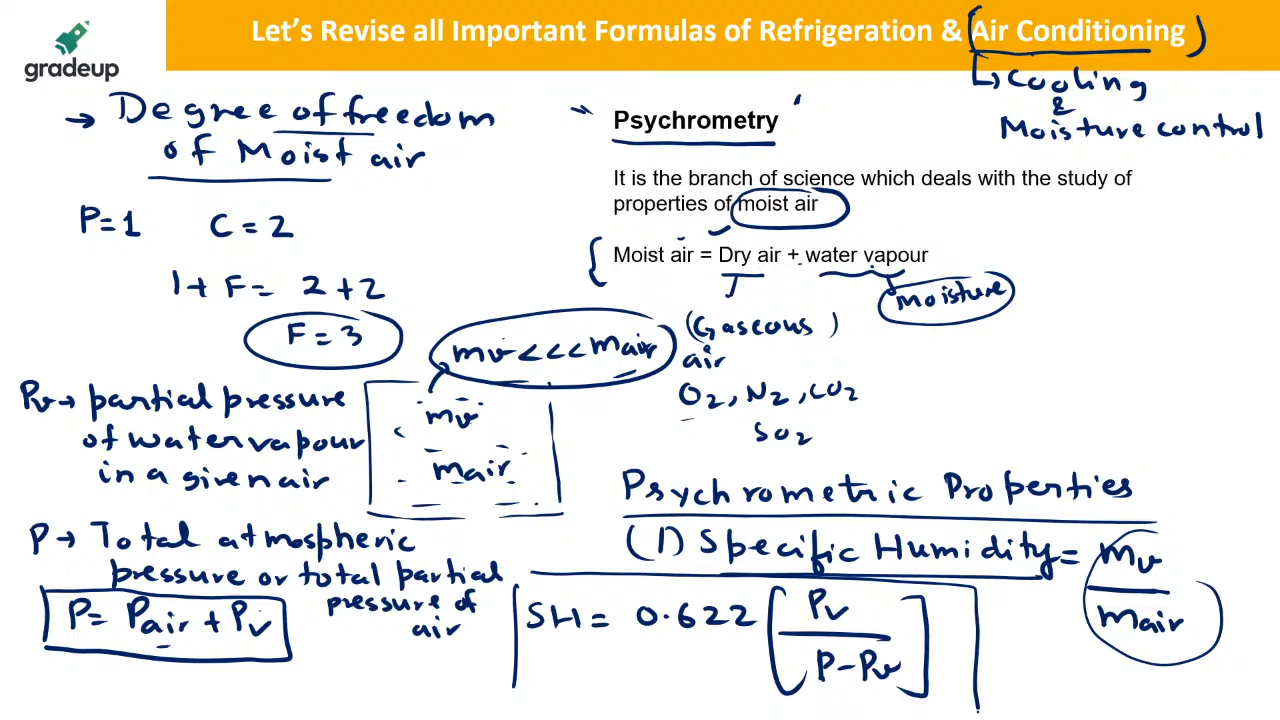 Let's Revise all Important Formulas of Refrigeration & Air Conditioning
gradeup
↳ cooling
&
Moisture control
→ Degree of freedom
of Moist air
P=1 C=2
1+ F= 2+2
F=3
Psychrometry
It is the branch of science which deals with the study of
properties of moist air
Moist air = Dry air + water vapour
moisture
(Gaseous)
air
O2, N2, CO2
SO2
mv<<<mair
mv
mair
Pv → partial pressure
of water vapour
in a given air
P → Total atmospheric
pressure or total partial
pressure of
air
P= Pair + Pv
Psychrometric Properties
(1) Specific Humidity = mv
mair
SH = 0.622 [Pv
P-Pv]